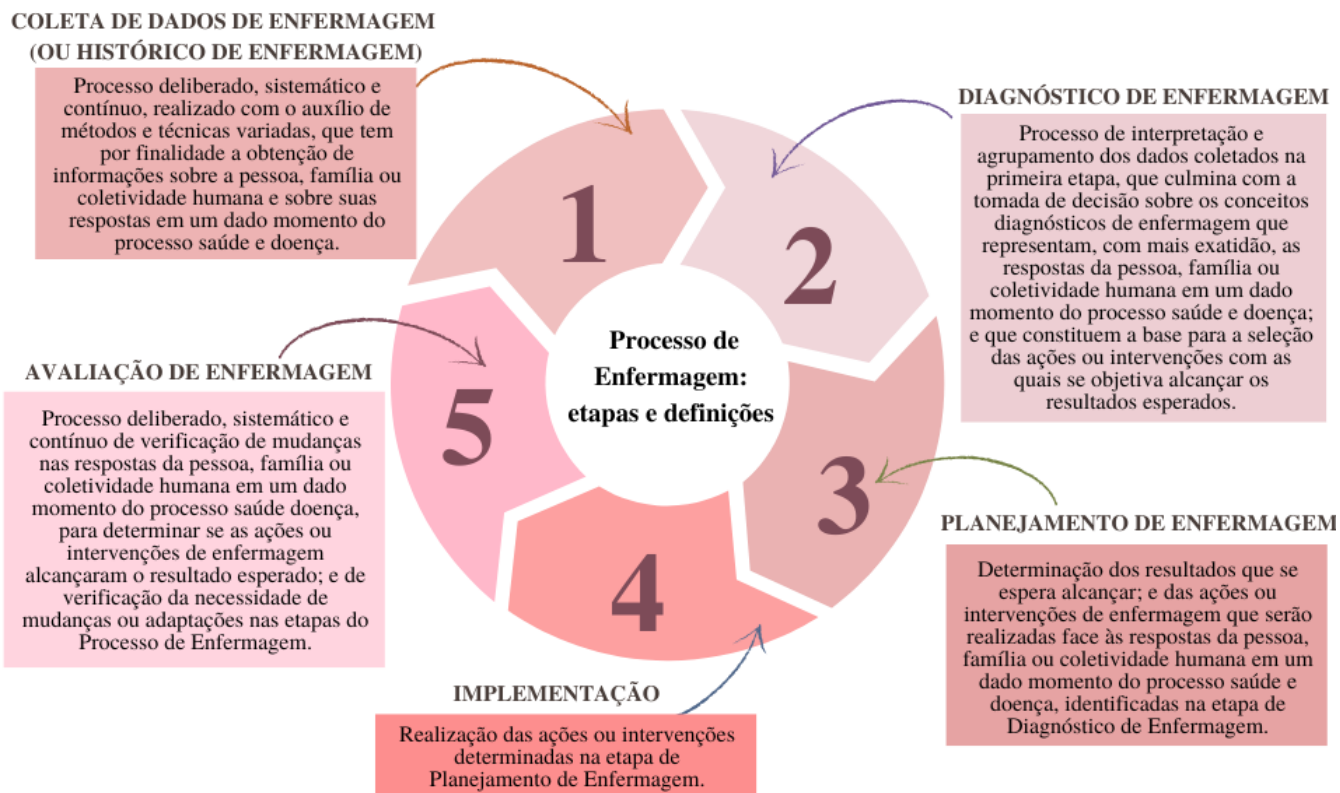 COLETA DE DADOS DE ENFERMAGEM
(OU HISTÓRICO DE ENFERMAGEM)
Processo deliberado, sistemático e
contínuo, realizado com o auxílio de
métodos e técnicas variadas, que tem
por finalidade a obtenção de
informações sobre a pessoa, família ou
coletividade humana e sobre suas
respostas em um dado momento do
processo saúde e doença.
1
DIAGNÓSTICO DE ENFERMAGEM
Processo de interpretação e
agrupamento dos dados coletados na
primeira etapa, que culmina com a
tomada de decisão sobre os conceitos
diagnósticos de enfermagem que
representam, com mais exatidão, as
respostas da pessoa, família ou
coletividade humana em um dado
momento do processo saúde e doença;
e que constituem a base para a seleção
das ações ou intervenções com as
quais se objetiva alcançar os
resultados esperados.
2
Processo de
Enfermagem:
etapas e definições
3
PLANEJAMENTO DE ENFERMAGEM
Determinação dos resultados que se
espera alcançar; e das ações ou
intervenções de enfermagem que serão
realizadas face às respostas da pessoa,
família ou coletividade humana em um
dado momento do processo saúde e
doença, identificadas na etapa de
Diagnóstico de Enfermagem.
4
IMPLEMENTAÇÃO
Realização das ações ou intervenções
determinadas na etapa de
Planejamento de Enfermagem.
5
AVALIAÇÃO DE ENFERMAGEM
Processo deliberado, sistemático e
contínuo de verificação de mudanças
nas respostas da pessoa, família ou
coletividade humana em um dado
momento do processo saúde doença,
para determinar se as ações ou
intervenções de enfermagem
alcançaram o resultado esperado; e de
verificação da necessidade de
mudanças ou adaptações nas etapas do
Processo de Enfermagem.